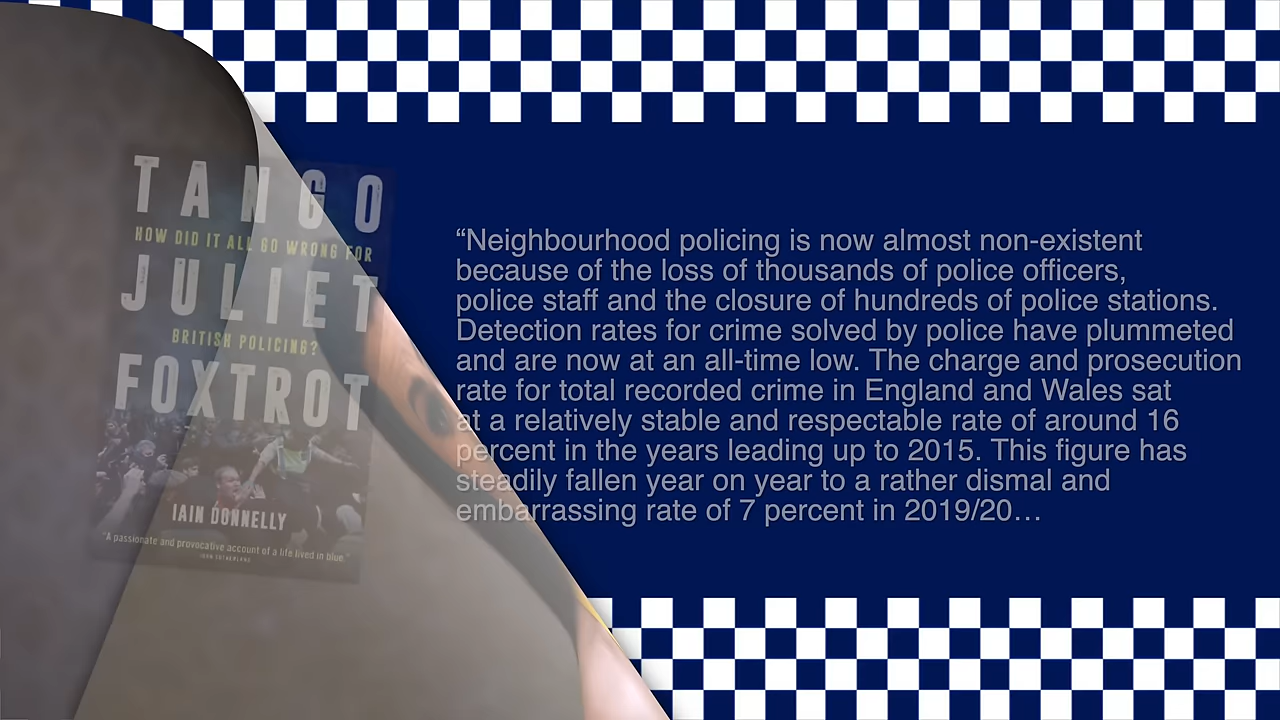 TANGO
HOW DID IT ALL GO WRONG FOR
JULIET
BRITISH POLICING?
FOXTROT
IAIN DONNELLY
"A passionate and provocative account of a life lived in blue."
JOHN SUTHERLAND
“Neighbourhood policing is now almost non-existent
because of the loss of thousands of police officers,
police staff and the closure of hundreds of police stations.
Detection rates for crime solved by police have plummeted
and are now at an all-time low. The charge and prosecution
rate for total recorded crime in England and Wales sat
at a relatively stable and respectable rate of around 16
percent in the years leading up to 2015. This figure has
steadily fallen year on year to a rather dismal and
embarrassing rate of 7 percent in 2019/20…